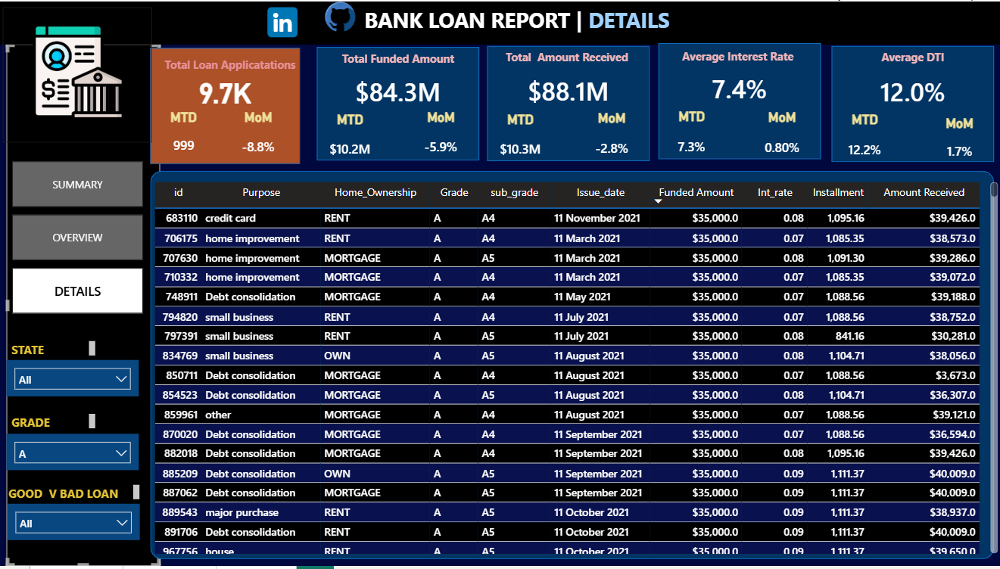 in BANK LOAN REPORT | DETAILS
Total Loan Applicatations
9.7K
MTD MoM
999 -8.8%
Total Funded Amount
$84.3M
MTD MoM
$10.2M -5.9%
Total Amount Received
$88.1M
MTD MoM
$10.3M -2.8%
Average Interest Rate
7.4%
MTD MoM
7.3% 0.80%
Average DTI
12.0%
MTD MoM
12.2% 1.7%
SUMMARY
OVERVIEW
DETAILS
STATE
All
GRADE
A
GOOD V BAD LOAN
All
id Purpose Home_Ownership Grade sub_grade Issue_date Funded Amount Int_rate Installment Amount Received
683110 credit card RENT A A4 11 November 2021 $35,000.0 0.08 1,095.16 $39,426.0
706175 home improvement RENT A A4 11 March 2021 $35,000.0 0.07 1,085.35 $38,573.0
707630 home improvement MORTGAGE A A5 11 March 2021 $35,000.0 0.08 1,091.30 $39,286.0
710332 home improvement MORTGAGE A A4 11 March 2021 $35,000.0 0.07 1,085.35 $39,072.0
748911 Debt consolidation MORTGAGE A A4 11 May 2021 $35,000.0 0.07 1,088.56 $39,188.0
794820 small business RENT A A4 11 July 2021 $35,000.0 0.07 1,088.56 $38,752.0
797391 small business RENT A A5 11 July 2021 $35,000.0 0.08 841.16 $30,281.0
834769 small business OWN A A5 11 August 2021 $35,000.0 0.08 1,104.71 $38,056.0
850711 Debt consolidation MORTGAGE A A4 11 August 2021 $35,000.0 0.07 1,088.56 $3,673.0
854523 Debt consolidation MORTGAGE A A5 11 August 2021 $35,000.0 0.08 1,104.71 $36,307.0
859961 other MORTGAGE A A4 11 August 2021 $35,000.0 0.07 1,088.56 $39,121.0
870020 Debt consolidation MORTGAGE A A4 11 September 2021 $35,000.0 0.07 1,088.56 $36,594.0
882018 Debt consolidation MORTGAGE A A4 11 September 2021 $35,000.0 0.08 1,095.16 $39,426.0
885209 Debt consolidation OWN A A5 11 September 2021 $35,000.0 0.09 1,111.37 $40,009.0
887062 Debt consolidation MORTGAGE A A5 11 September 2021 $35,000.0 0.09 1,111.37 $40,009.0
889543 major purchase RENT A A5 11 October 2021 $35,000.0 0.09 1,111.37 $38,937.0
891706 Debt consolidation RENT A A5 11 October 2021 $35,000.0 0.09 1,111.37 $40,009.0
967756 house RENT A A5 11 October 2021 $35,000.0 0.09 1,111.37 $39,650.0